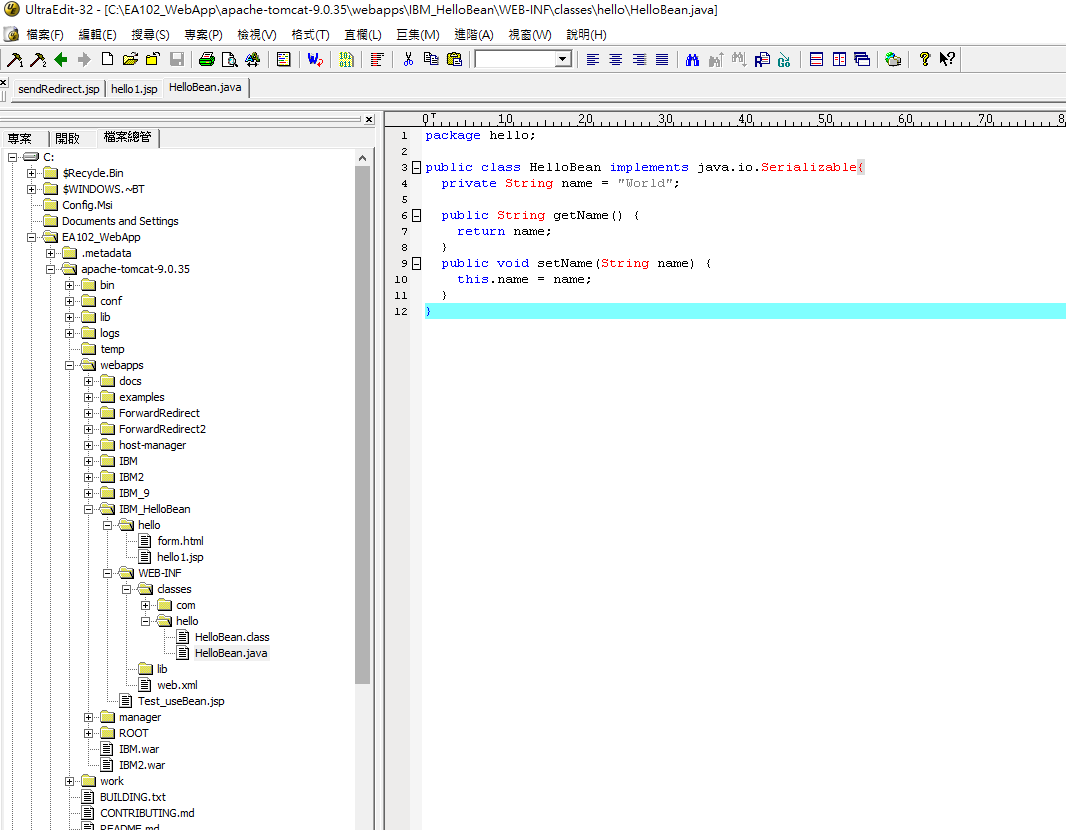 UltraEdit-32 - [C:\EA102_WebApp\apache-tomcat-9.0.35\webapps\IBM_HelloBean\WEB-INF\classes\hello\HelloBean.java]
檔案(F) 編輯(E) 搜尋(S) 專案(P) 檢視(V) 格式(T) 直欄(L) 巨集(M) 進階(A) 視窗(W) 說明(H)
sendRedirect.jsp hello1.jsp HelloBean.java
專案 開啟 檔案總管
C:
$Recycle.Bin
$WINDOWS.~BT
Config.Msi
Documents and Settings
EA102_WebApp
.metadata
apache-tomcat-9.0.35
bin
conf
lib
logs
temp
webapps
docs
examples
ForwardRedirect
ForwardRedirect2
host-manager
IBM
IBM2
IBM_9
IBM_HelloBean
hello
form.html
hello1.jsp
WEB-INF
classes
com
hello
HelloBean.class
HelloBean.java
lib
web.xml
Test_useBean.jsp
manager
ROOT
IBM.war
IBM2.war
work
BUILDING.txt
CONTRIBUTING.md
README.md
0 10 20 30 40 50 60 70 8
1 package hello;
2
3 public class HelloBean implements java.io.Serializable{
4 private String name = "World";
5
6 public String getName() {
7 return name;
8 }
9 public void setName(String name) {
10 this.name = name;
11 }
12 }